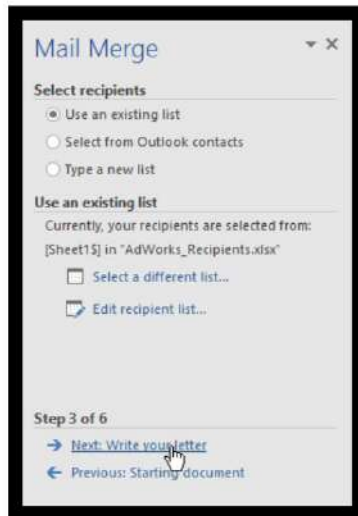 Mail Merge
Select recipients
Use an existing list
Select from Outlook contacts
Type a new list
Use an existing list
Currently, your recipients are selected from:
[Sheet1$] in "AdWorks_Recipients.xlsx"
Select a different list...
Edit recipient list...
Step 3 of 6
Next: Write your letter
Previous: Starting document